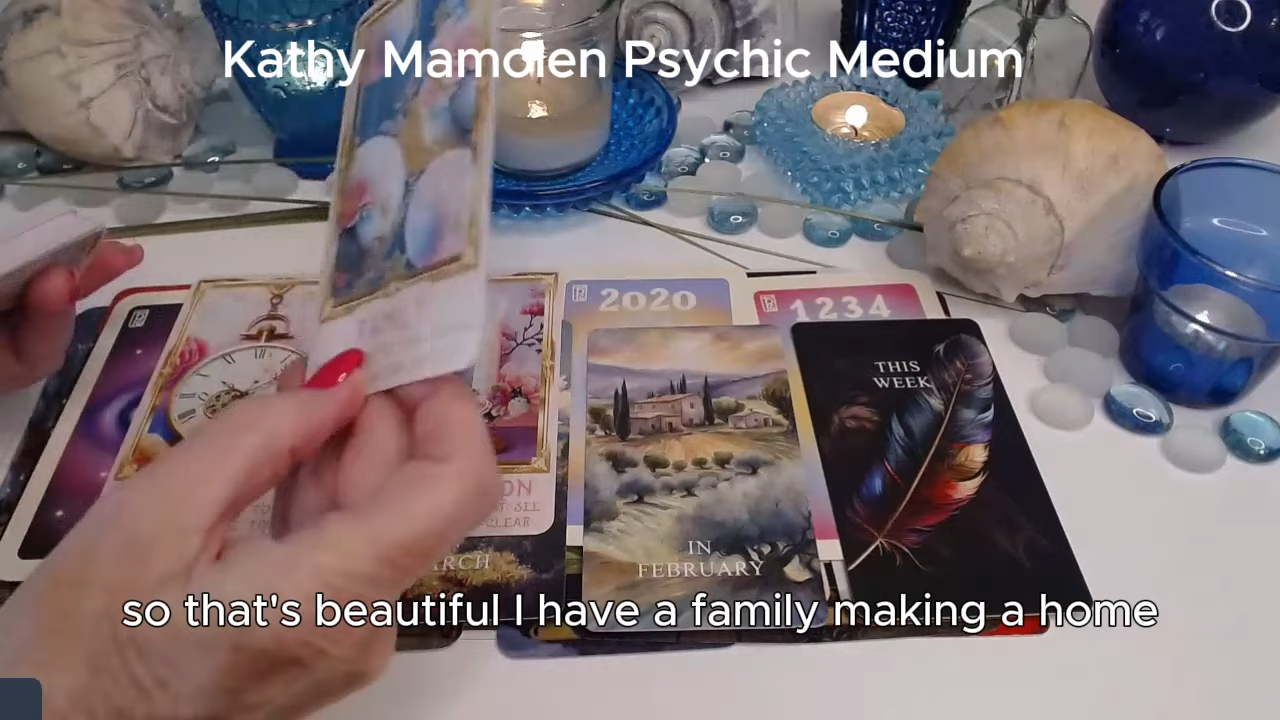 Kathy Mamolen Psychic Medium
2020
1234
THIS
WEEK
IN
FEBRUARY
so that's beautiful I have a family making a home